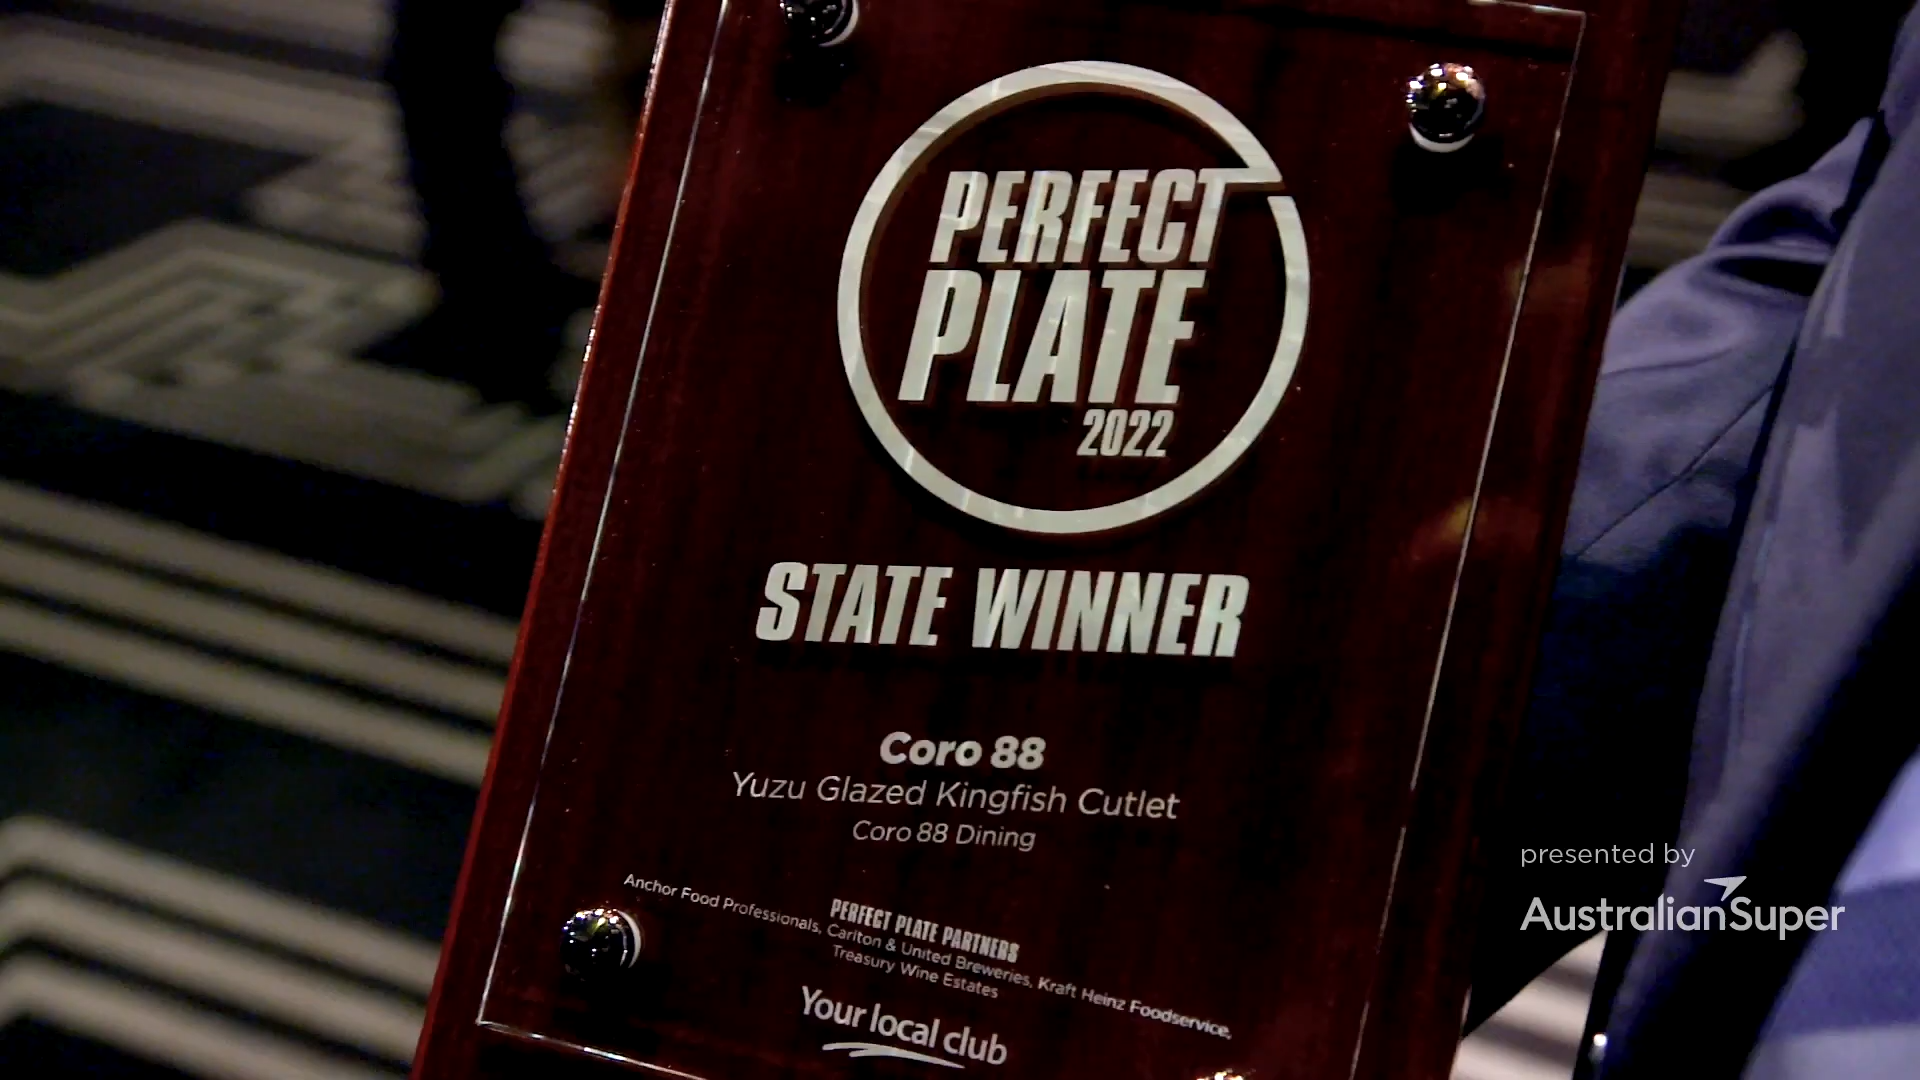 PERFECT
PLATE
2022
STATE WINNER
Coro 88
Yuzu Glazed Kingfish Cutlet
Coro 88 Dining
PERFECT PLATE PARTNERS
Anchor Food Professionals, Carlton & United Breweries, Kraft Heinz Foodservice,
Treasury Wine Estates
Your local club
presented by
AustralianSuper